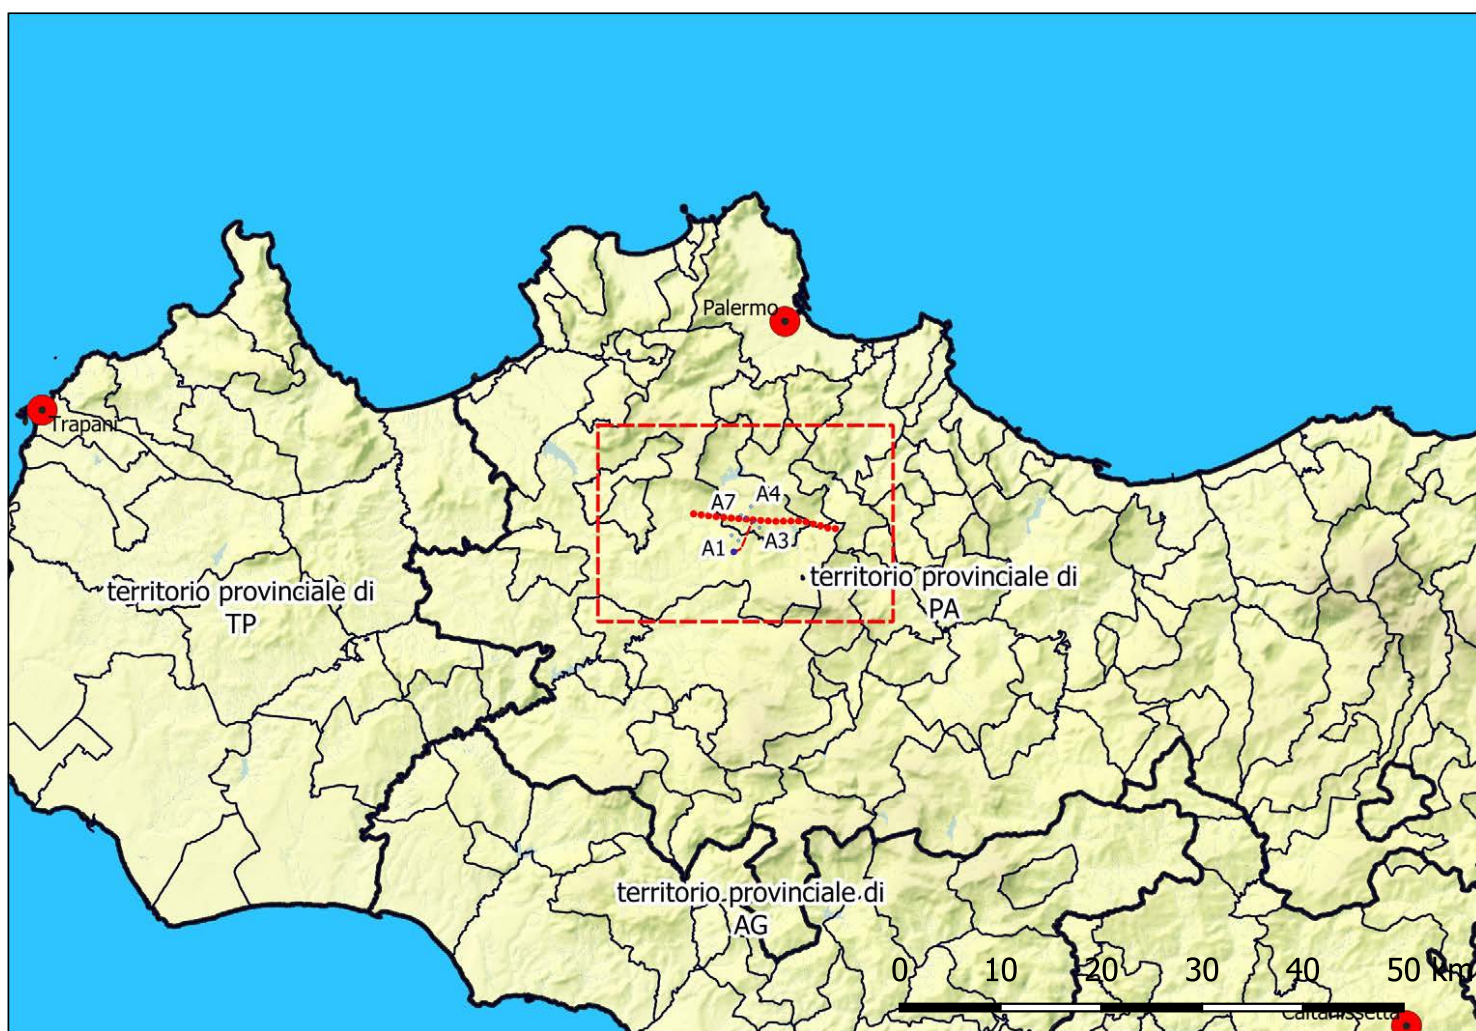 Palermo
Trapani
A4
A7
A3
A1
territorio provinciale di
PA
territorio provinciale di
TP
territorio provinciale di
AG
0 10 20 30 40 50 km
Caltanissetta